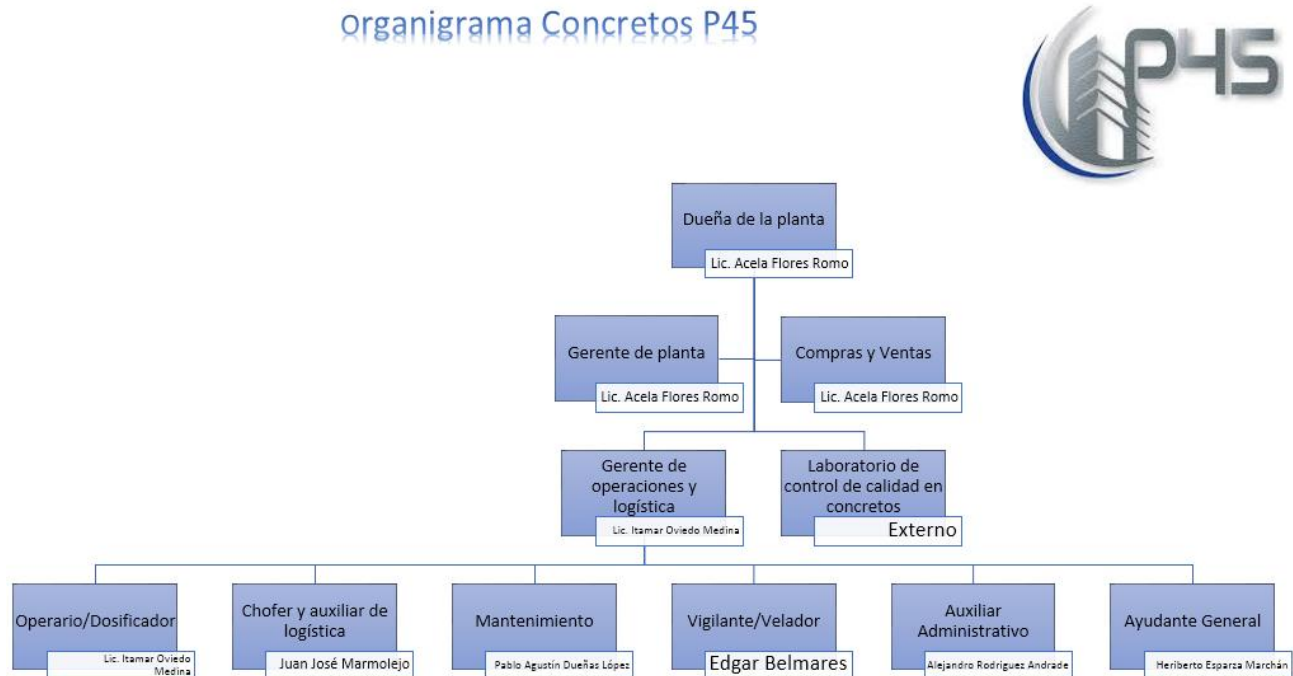 Organigrama Concretos P45
P45
Dueña de la planta
Lic. Acela Flores Romo
Gerente de planta
Lic. Acela Flores Romo
Compras y Ventas
Lic. Acela Flores Romo
Gerente de
operaciones y
logística
Lic. Itamar Oviedo Medina
Laboratorio de
control de calidad en
concretos
Externo
Operario/Dosificador
Lic. Itamar Oviedo
Medina
Chofer y auxiliar de
logística
Juan José Marmolejo
Mantenimiento
Pablo Agustín Dueñas López
Vigilante/Velador
Edgar Belmares
Auxiliar
Administrativo
Alejandro Rodriguez Andrade
Ayudante General
Heriberto Esparza Marchán